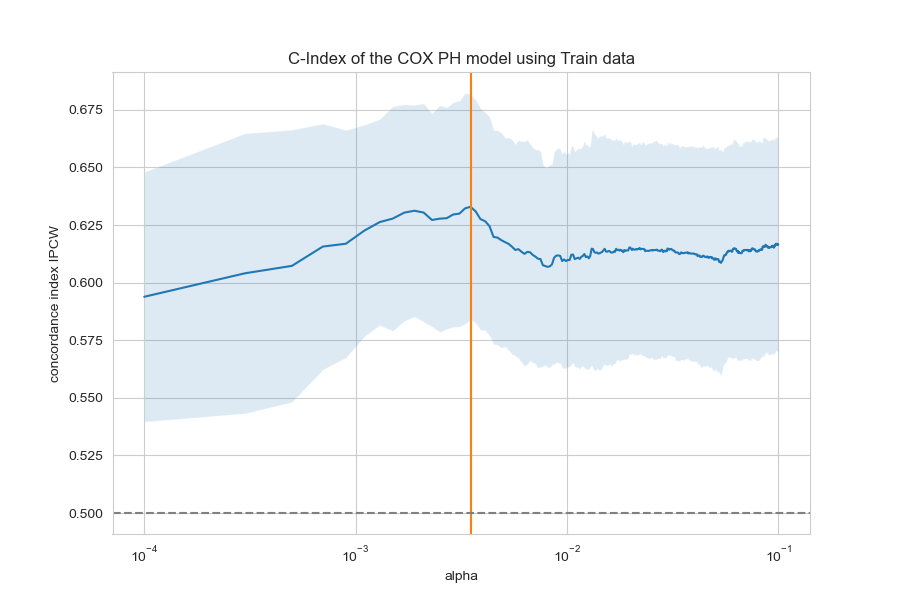 C-Index of the COX PH model using Train data
concordance index IPCW
0.675
0.650
0.625
0.600
0.575
0.550
0.525
0.500
10⁻⁴ 10⁻³ 10⁻² 10⁻¹
alpha